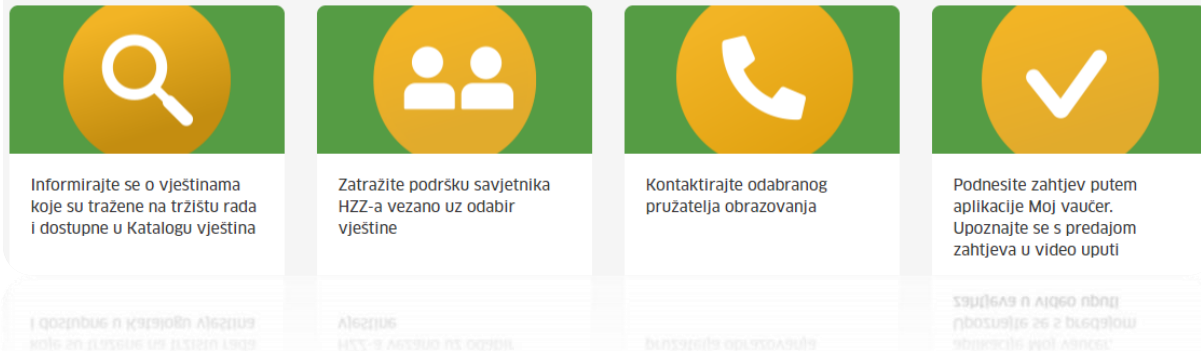 Informirajte se o vještinama
koje su tražene na tržištu rada
i dostupne u Katalogu vještina
Zatražite podršku savjetnika
HZZ-a vezano uz odabir
vještine
Kontaktirajte odabranog
pružatelja obrazovanja
Podnesite zahtjev putem
aplikacije Moj vaučer.
Upoznajte se s predajom
zahtjeva u video uputi